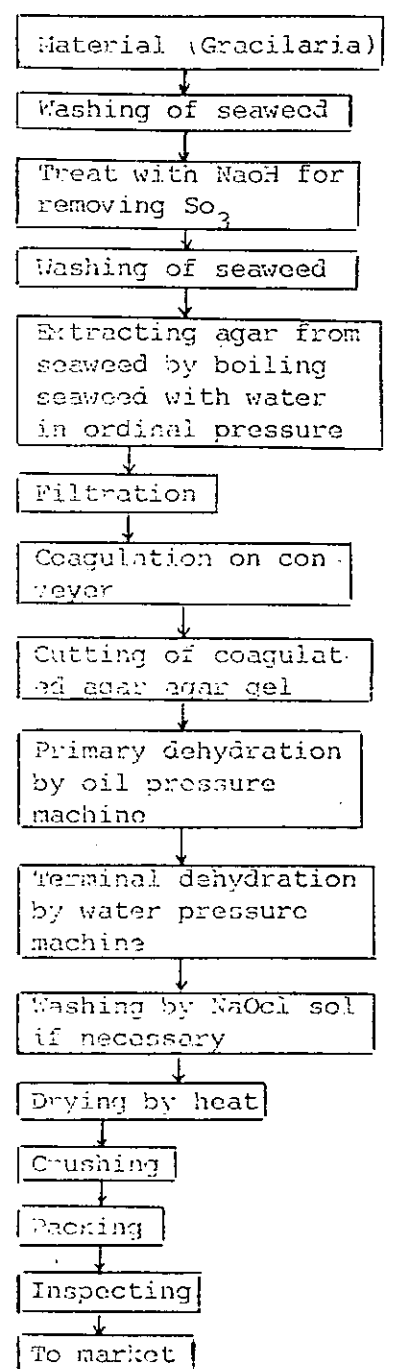 Material (Gracilaria)
Washing of seaweed
Treat with NaoH for
removing So3
Washing of seaweed
Extracting agar from
seaweed by boiling
seaweed with water
in ordinal pressure
Filtration
Coagulation on con-
veyer
Cutting of coagulat-
ed agar agar gel
Primary dehydration
by oil pressure
machine
Terminal dehydration
by water pressure
machine
Washing by NaOcl sol
if necessary
Drying by heat
Crushing
Packing
Inspecting
To market